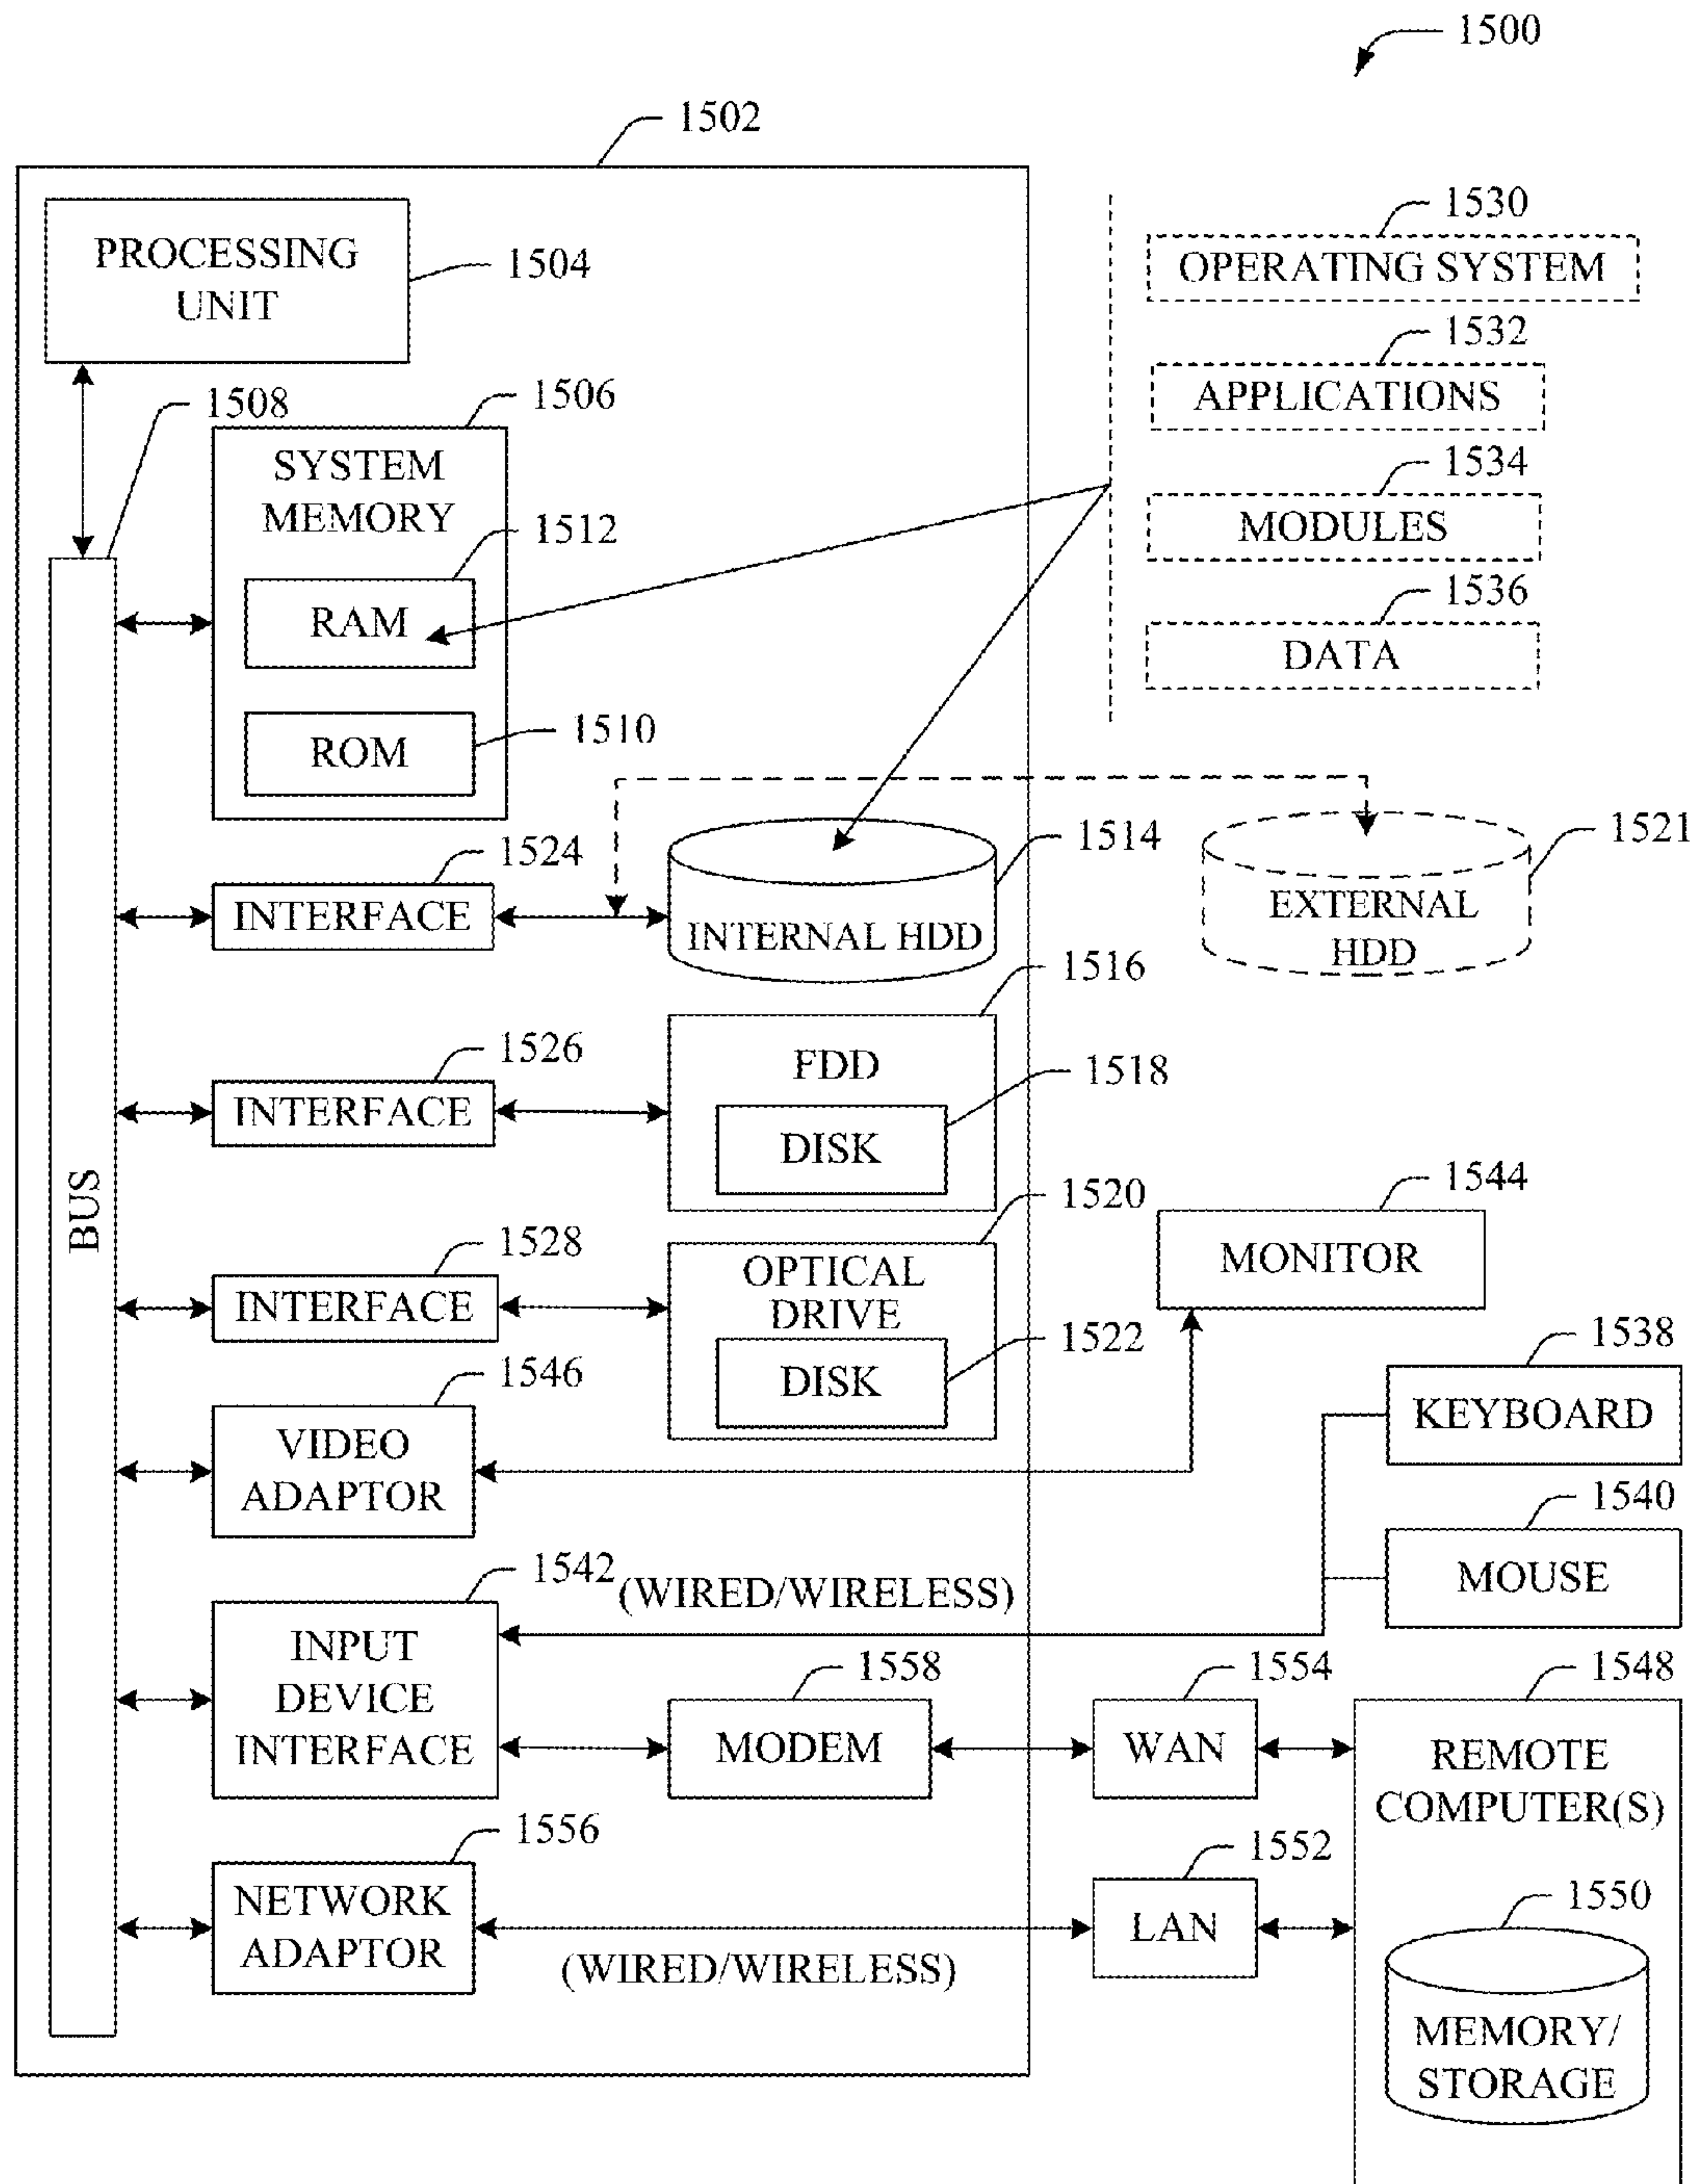 1500
1502
PROCESSING
UNIT
1504
1530
OPERATING SYSTEM
1532
APPLICATIONS
1534
MODULES
1536
DATA
1508
1506
SYSTEM
MEMORY
1512
RAM
1510
ROM
1524
INTERFACE
1514
INTERNAL HDD
1521
EXTERNAL
HDD
1526
INTERFACE
1516
FDD
1518
DISK
BUS
1528
INTERFACE
1520
OPTICAL
DRIVE
1522
DISK
1544
MONITOR
1546
VIDEO
ADAPTOR
1538
KEYBOARD
1540
MOUSE
1542
(WIRED/WIRELESS)
INPUT
DEVICE
INTERFACE
1558
MODEM
1554
WAN
1548
REMOTE
COMPUTER(S)
1556
NETWORK
ADAPTOR
(WIRED/WIRELESS)
1552
LAN
1550
MEMORY/
STORAGE